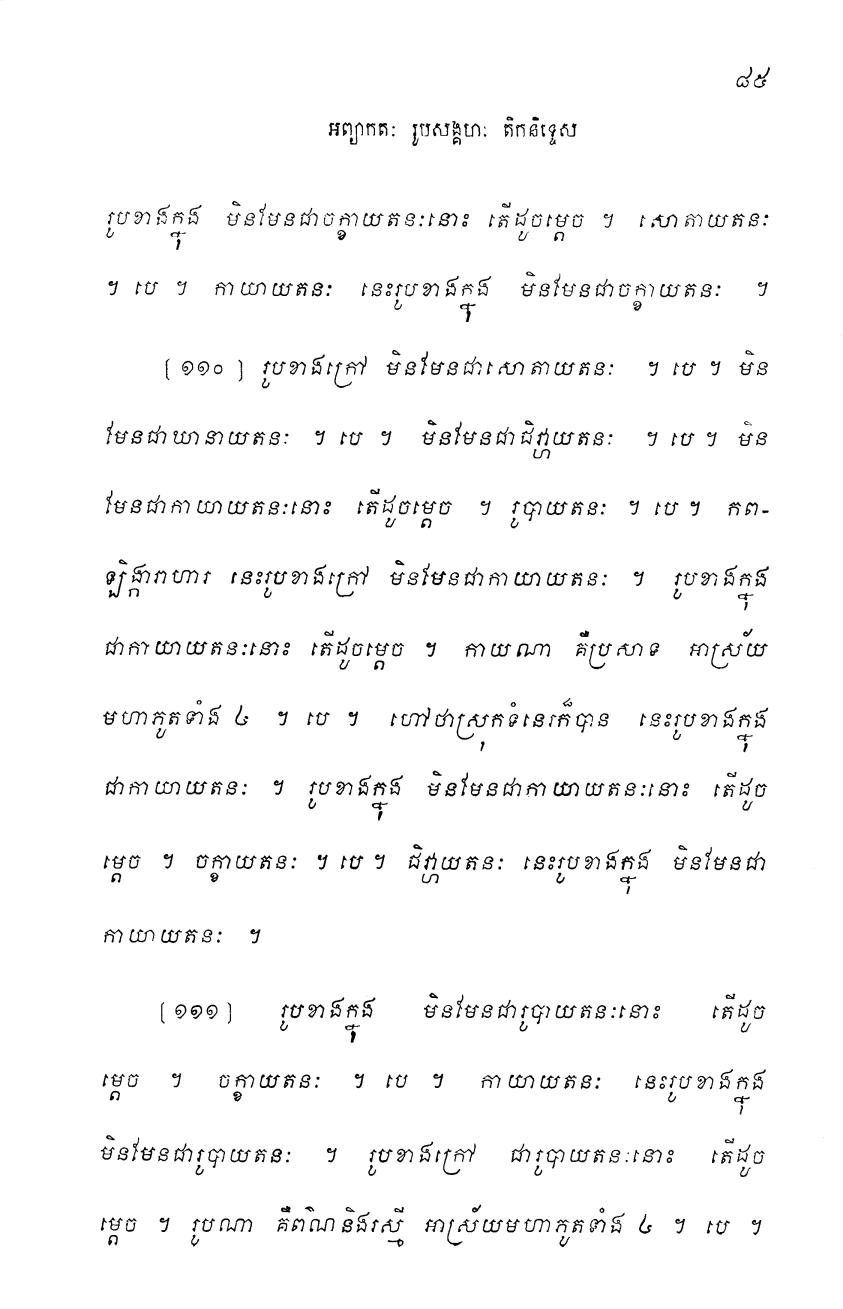 ៨៥
អព្យាកតៈ រូបសង្គហៈ តិកនិទ្ទេស
រូបខាងក្នុង មិនមែនជាចក្ខាយតនៈនោះ តើដូចម្តេច ។ សោតាយតនៈ
។ បេ ។ កាយាយតនៈ នេះរូបខាងក្នុង មិនមែនជាចក្ខាយតនៈ ។
[ ១១០ ] រូបខាងក្រៅ មិនមែនជាសោតាយតនៈ ។ បេ ។ មិន
មែនជាឃានាយតនៈ ។ បេ ។ មិនមែនជាជិវ្ហាយតនៈ ។ បេ ។ មិន
មែនជាកាយាយតនៈនោះ តើដូចម្តេច ។ រូបាយតនៈ ។ បេ ។ កព-
ឡិង្ការាហារ នេះរូបខាងក្រៅ មិនមែនជាកាយាយតនៈ ។ រូបខាងក្នុង
ជាកាយាយតនៈនោះ តើដូចម្តេច ។ កាយណា គឺប្រសាទ អាស្រ័យ
មហាភូតទាំង ៤ ។ បេ ។ ហៅថាស្រុកទំនេរក៏បាន នេះរូបខាងក្នុង
ជាកាយាយតនៈ ។ រូបខាងក្នុង មិនមែនជាកាយាយតនៈនោះ តើដូច
ម្តេច ។ ចក្ខាយតនៈ ។ បេ ។ ជិវ្ហាយតនៈ នេះរូបខាងក្នុង មិនមែនជា
កាយាយតនៈ ។
[ ១១១ ] រូបខាងក្នុង មិនមែនជារូបាយតនៈនោះ តើដូច
ម្តេច ។ ចក្ខាយតនៈ ។ បេ ។ កាយាយតនៈ នេះរូបខាងក្នុង
មិនមែនជារូបាយតនៈ ។ រូបខាងក្រៅ ជារូបាយតនៈនោះ តើដូច
ម្តេច ។ រូបណា គឺពណ៌និងរស្មី អាស្រ័យមហាភូតទាំង ៤ ។ បេ ។